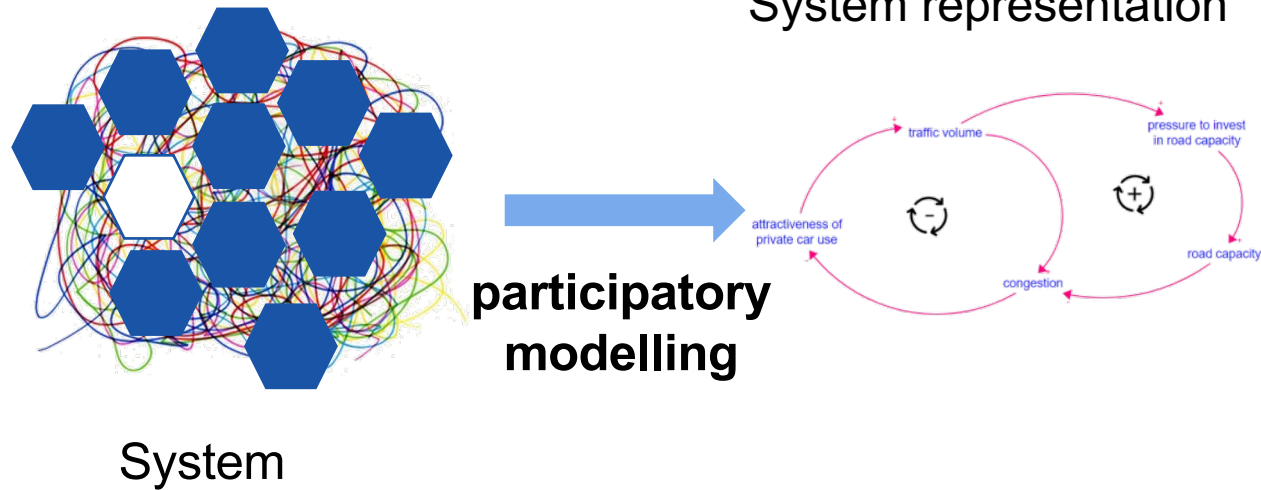 System representation
traffic volume
pressure to invest
in road capacity
attractiveness of
private car use
road capacity
congestion
participatory
modelling
System
+
+
+
+
-
-
-
+